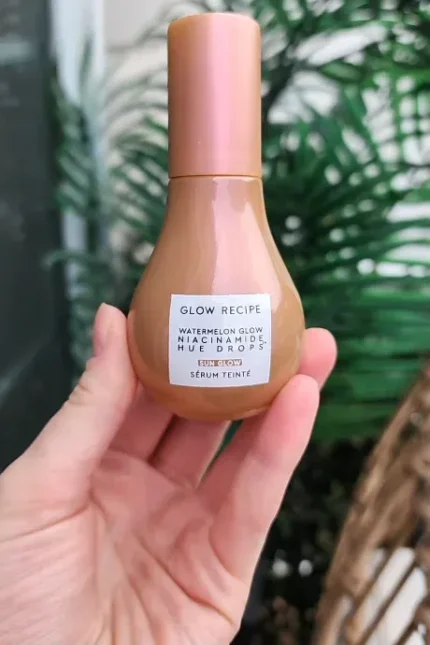 GLOW RECIPE
WATERMELON GLOW
NIACINAMIDE
HUE DROPS
SUN GLOW
SÉRUM TEINTÉ